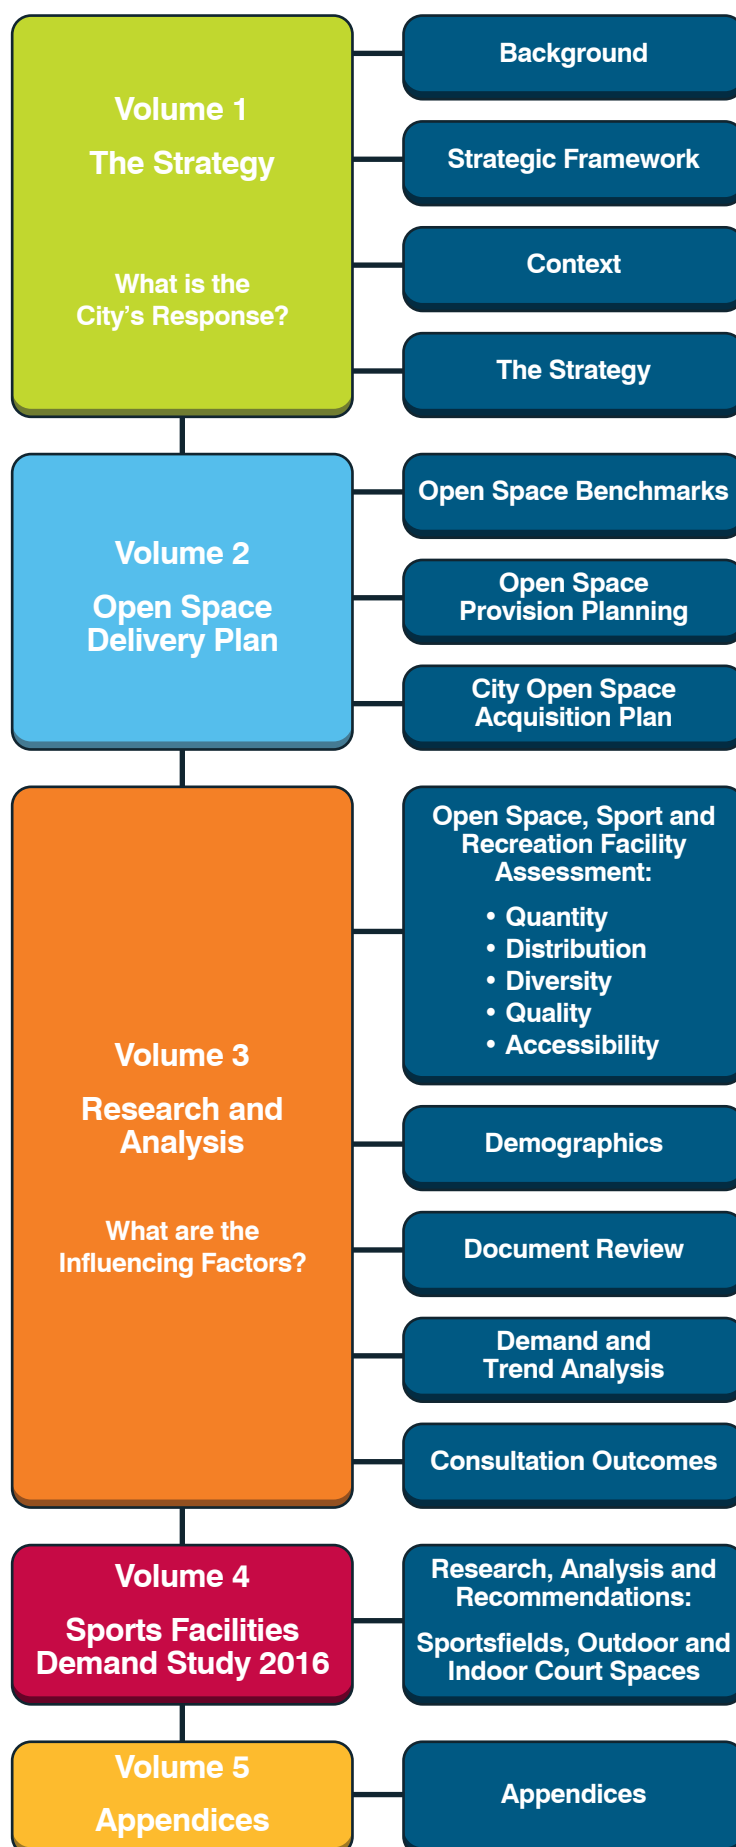 Volume 1
The Strategy
What is the
City's Response?
Background
Strategic Framework
Context
The Strategy
Volume 2
Open Space
Delivery Plan
Open Space Benchmarks
Open Space
Provision Planning
City Open Space
Acquisition Plan
Volume 3
Research and
Analysis
What are the
Influencing Factors?
Open Space, Sport and
Recreation Facility
Assessment:
• Quantity
• Distribution
• Diversity
• Quality
• Accessibility
Demographics
Document Review
Demand and
Trend Analysis
Consultation Outcomes
Volume 4
Sports Facilities
Demand Study 2016
Research, Analysis and
Recommendations:
Sportsfields, Outdoor and
Indoor Court Spaces
Volume 5
Appendices
Appendices